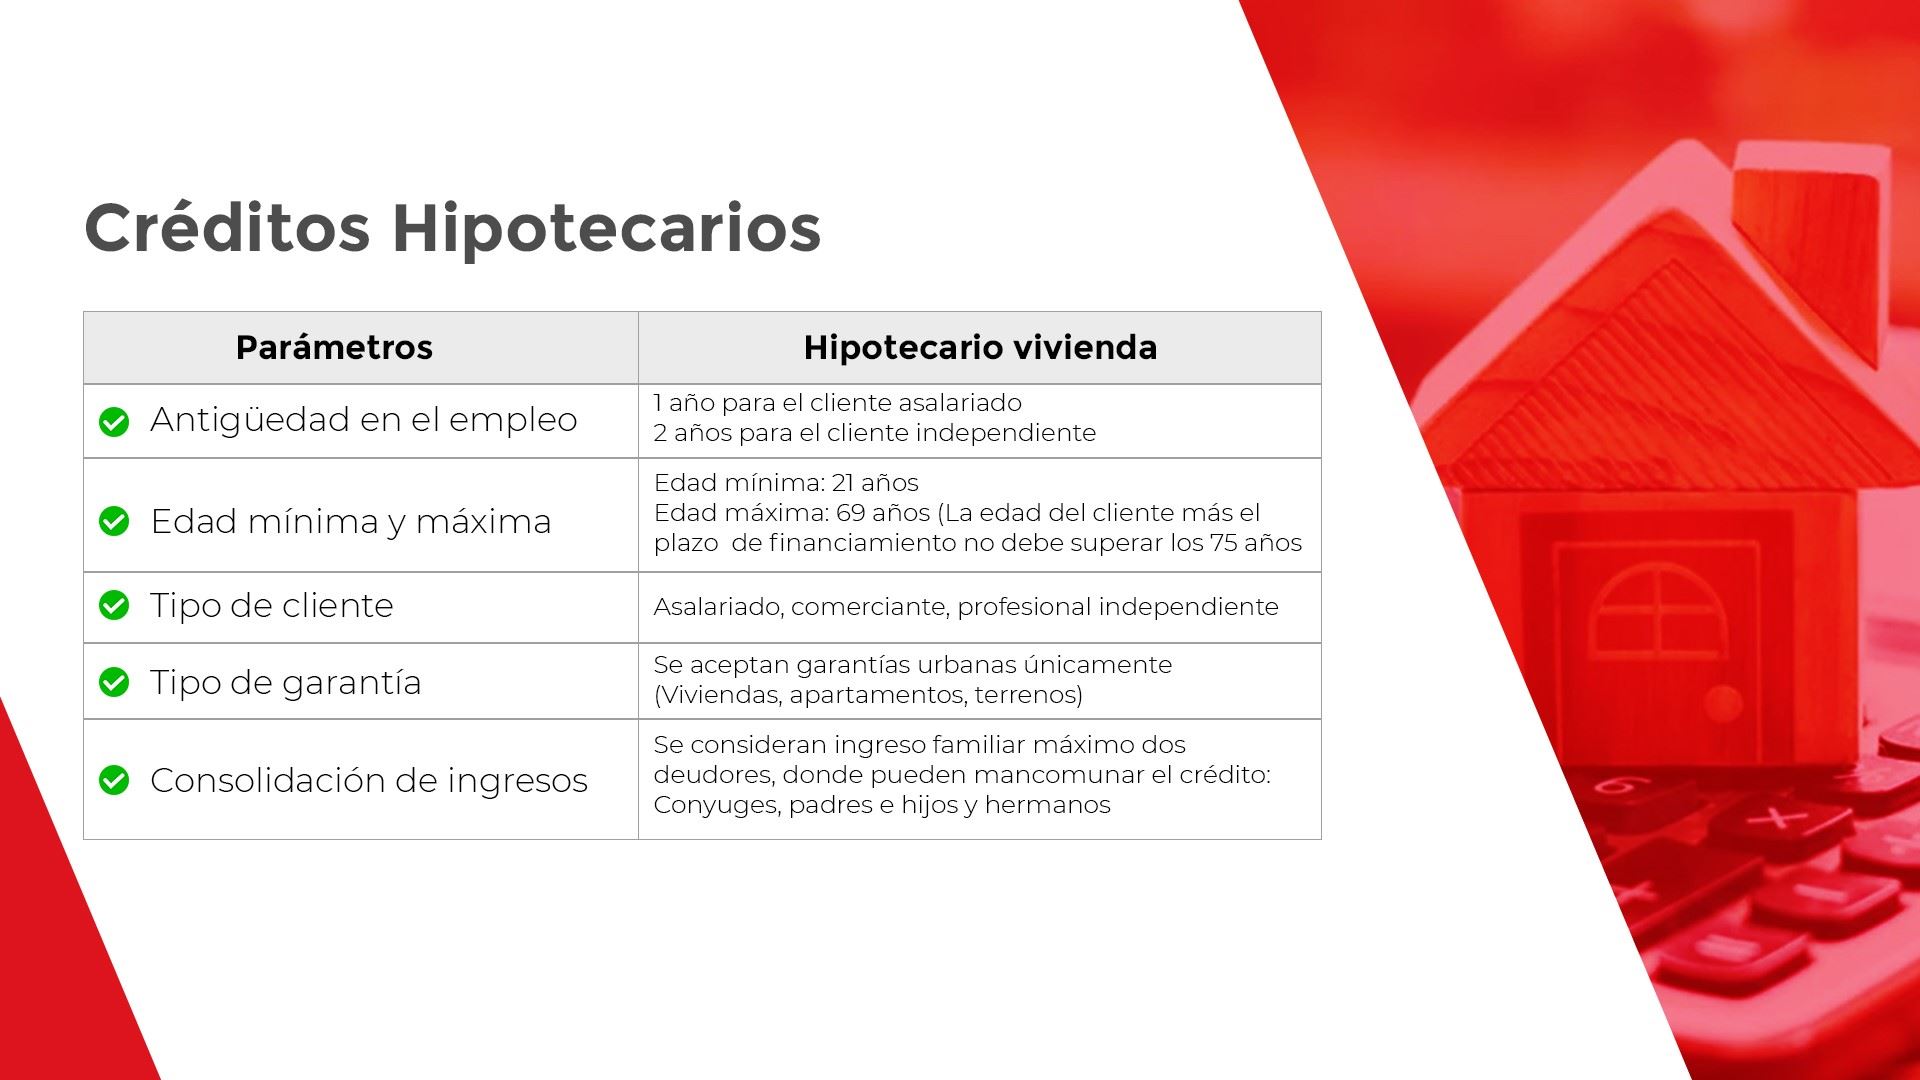 Créditos Hipotecarios
Parámetros
Hipotecario vivienda
Antigüedad en el empleo
1 año para el cliente asalariado
2 años para el cliente independiente
Edad mínima y máxima
Edad mínima: 21 años
Edad máxima: 69 años (La edad del cliente más el
plazo  de financiamiento no debe superar los 75 años
Tipo de cliente
Asalariado, comerciante, profesional independiente
Tipo de garantía
Se aceptan garantías urbanas únicamente
(Viviendas, apartamentos, terrenos)
Consolidación de ingresos
Se consideran ingreso familiar máximo dos
deudores, donde pueden mancomunar el crédito:
Conyuges, padres e hijos y hermanos
6